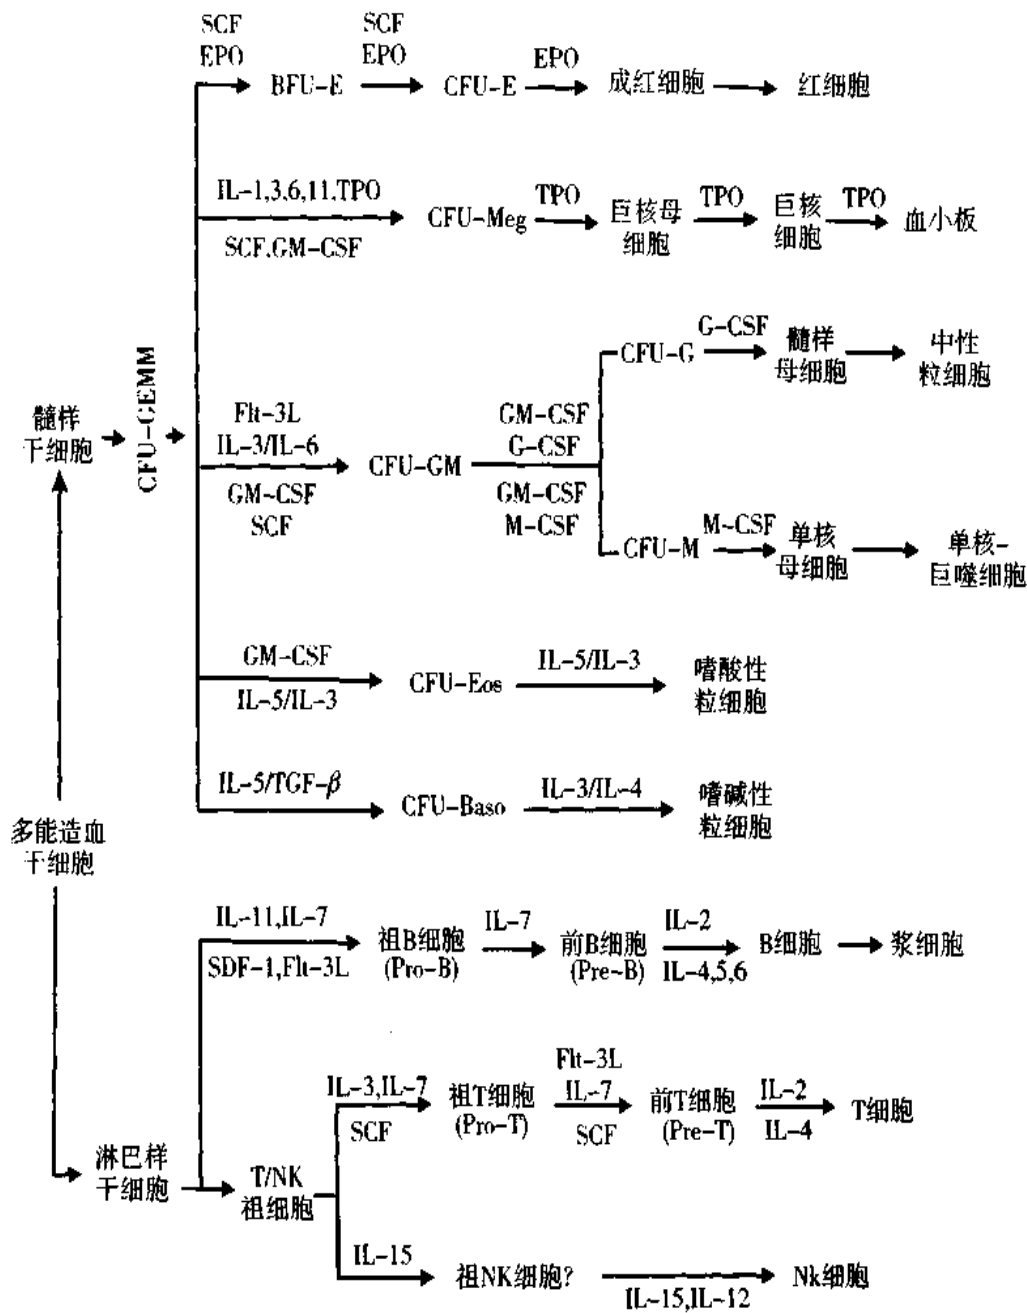 SCF
EPO
BFU-E
SCF
EPO
CFU-E
EPO
成红细胞
红细胞
IL-1,3,6,11,TPO
SCF,GM-CSF
CFU-Meg
TPO
巨核母
细胞
TPO
巨核
细胞
TPO
血小板
髓样
干细胞
CFU-GEMM
Flt-3L
IL-3/IL-6
GM-CSF
SCF
CFU-GM
GM-CSF
G-CSF
GM-CSF
M-CSF
CFU-G
G-CSF
髓样
母细胞
中性
粒细胞
CFU-M
M-CSF
单核
母细胞
单核-
巨噬细胞
GM-CSF
IL-5/IL-3
CFU-Eos
IL-5/IL-3
嗜酸性
粒细胞
IL-5/TGF-β
CFU-Baso
IL-3/IL-4
嗜碱性
粒细胞
多能造血
干细胞
IL-11,IL-7
SDF-1,Flt-3L
祖B细胞
(Pro-B)
IL-7
前B细胞
(Pre-B)
IL-2
IL-4,5,6
B细胞
浆细胞
淋巴样
干细胞
T/NK
祖细胞
IL-3,IL-7
SCF
祖T细胞
(Pro-T)
Flt-3L
IL-7
SCF
前T细胞
(Pre-T)
IL-2
IL-4
T细胞
IL-15
祖NK细胞?
IL-15,IL-12
Nk细胞